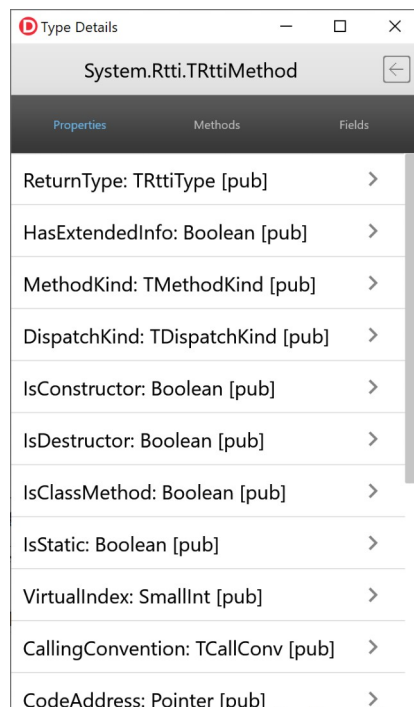 D Type Details
System.Rtti.TRttiMethod
Properties Methods Fields
ReturnType: TRttiType [pub]
HasExtendedInfo: Boolean [pub]
MethodKind: TMethodKind [pub]
DispatchKind: TDispatchKind [pub]
IsConstructor: Boolean [pub]
IsDestructor: Boolean [pub]
IsClassMethod: Boolean [pub]
IsStatic: Boolean [pub]
VirtualIndex: SmallInt [pub]
CallingConvention: TCallConv [pub]
CodeAddress: Pointer [pub]